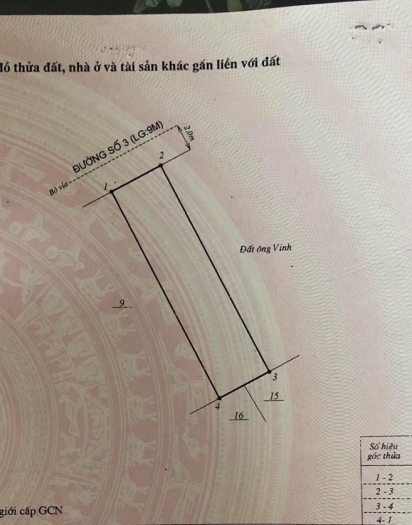 đồ thửa đất, nhà ở và tài sản khác gắn liền với đất
ĐƯỜNG SỐ 3 (LG:9M)
2.0m
Bó vỉa
1
2
Đất ông Vinh
9
3
4
15
16
Số hiệu
góc thửa
1 - 2
2 - 3
3 - 4
4- 1
giới cấp GCN